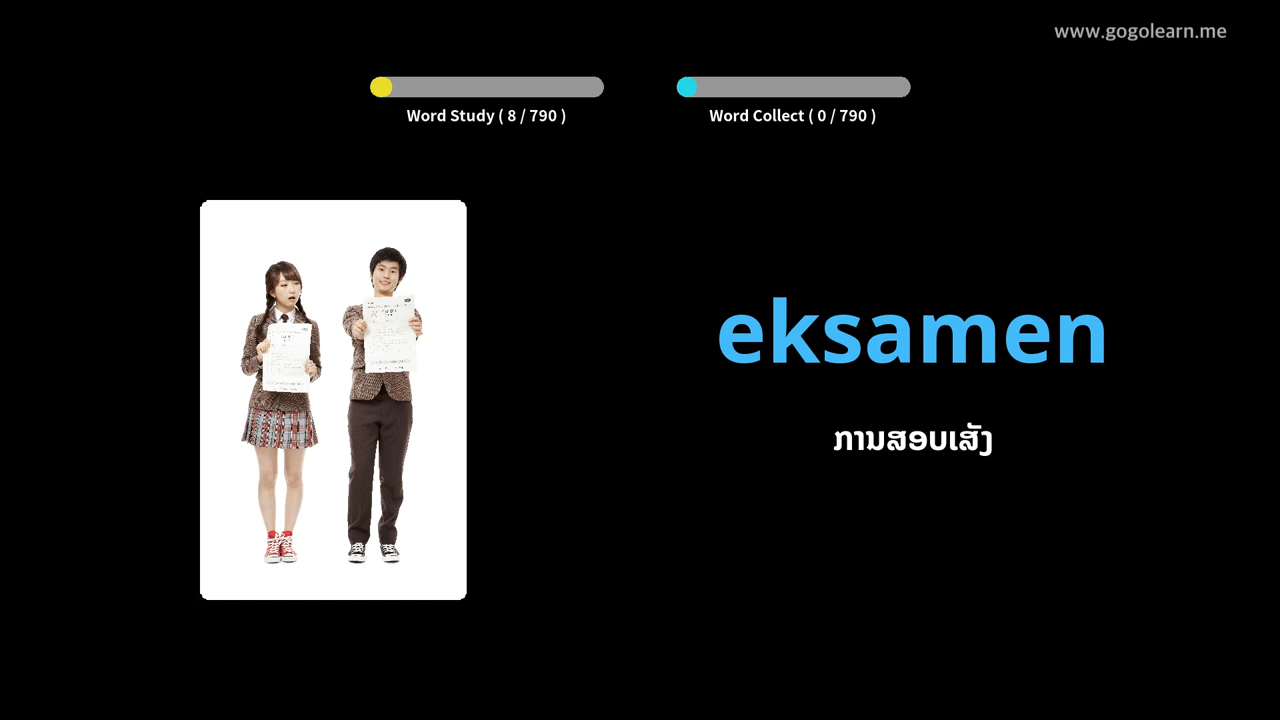 www.gogolearn.me
Word Study ( 8 / 790 )
Word Collect ( 0 / 790 )
eksamen
ການສອບເສັງ